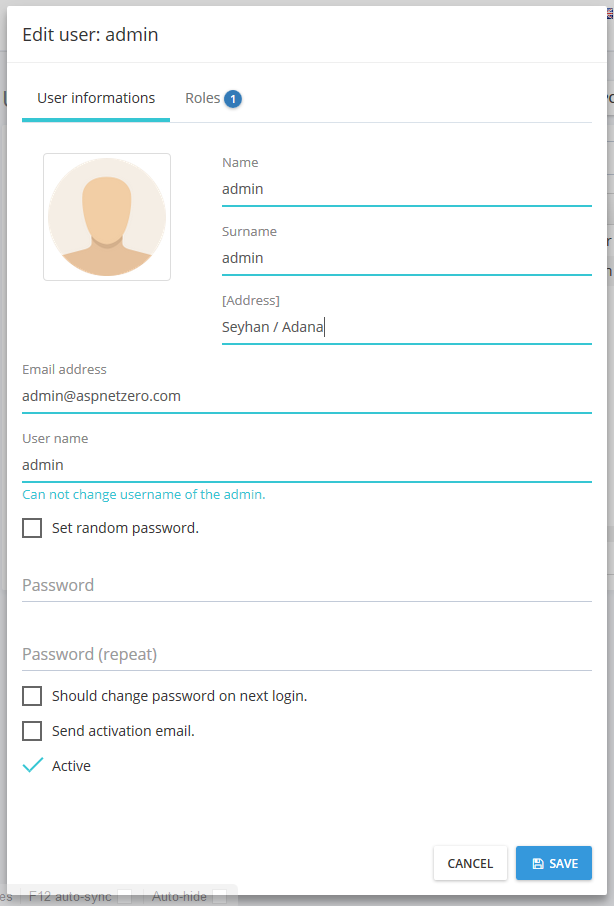 Edit user: admin
User informations
Roles 1
Name
admin
Surname
admin
[Address]
Seyhan / Adana
Email address
admin@aspnetzero.com
User name
admin
Can not change username of the admin.
Set random password.
Password
Password (repeat)
Should change password on next login.
Send activation email.
Active
CANCEL
SAVE
F12 auto-sync
Auto-hide